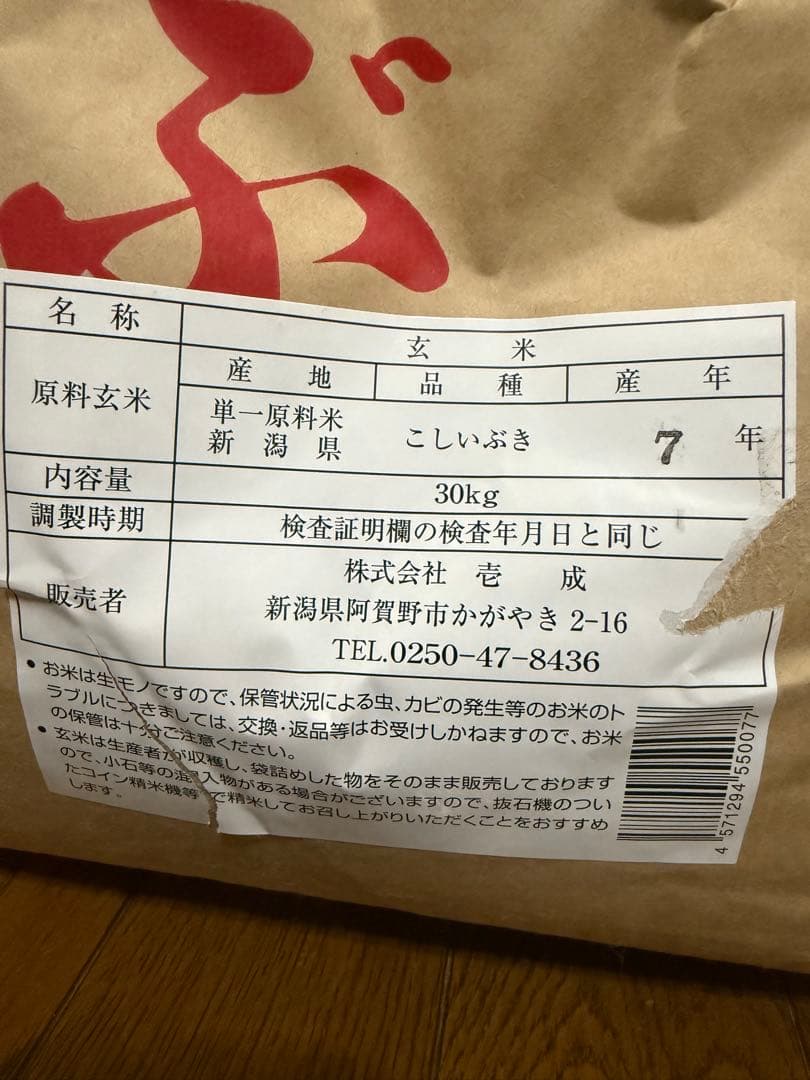 ぶ
名称 玄米
原料玄米 産地 品種 産年
単一原料米
新潟県 こしいぶき 7年
内容量 30kg
調製時期 検査証明欄の検査年月日と同じ
販売者 株式会社 壱成
新潟県阿賀野市かがやき 2-16
TEL.0250-47-8436
●お米は生モノですので、保管状況による虫、カビの発生等のお米のト
ラブルにつきましては、交換・返品等はお受けしかねますので、お米
の保管は十分ご注意ください。
●玄米は生産者が収穫し、袋詰めした物をそのまま販売しております
ので、小石等の混入物がある場合がございますので、抜石機のつい
たコイン精米機等で精米してお召し上がりいただくことをおすすめ
します。
4571294550077